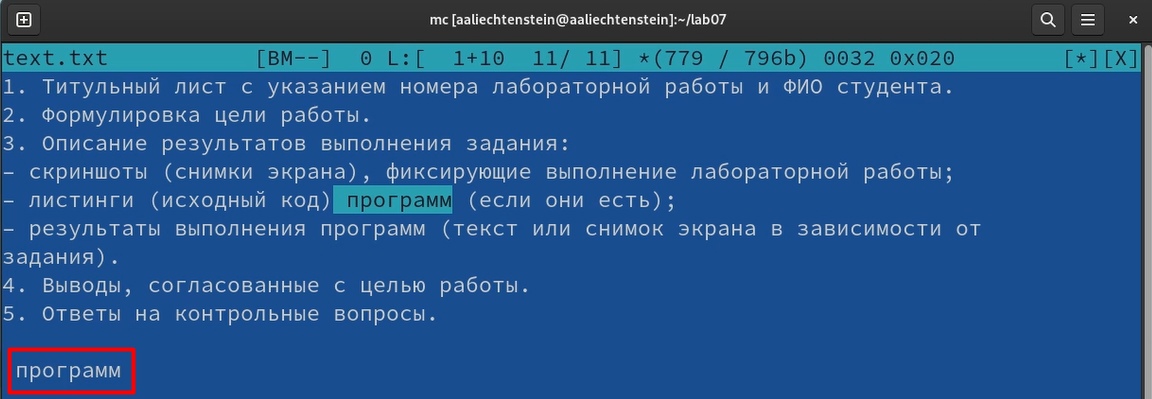 mc [aaliechtenstein@aaliechtenstein]:~/lab07
text.txt [BM--] 0 L:[ 1+10 11/ 11] *(779 / 796b) 0032 0x020 [*][X]
1. Титульный лист с указанием номера лабораторной работы и ФИО студента.
2. Формулировка цели работы.
3. Описание результатов выполнения задания:
– скриншоты (снимки экрана), фиксирующие выполнение лабораторной работы;
– листинги (исходный код) программ (если они есть);
– результаты выполнения программ (текст или снимок экрана в зависимости от
задания).
4. Выводы, согласованные с целью работы.
5. Ответы на контрольные вопросы.
программ